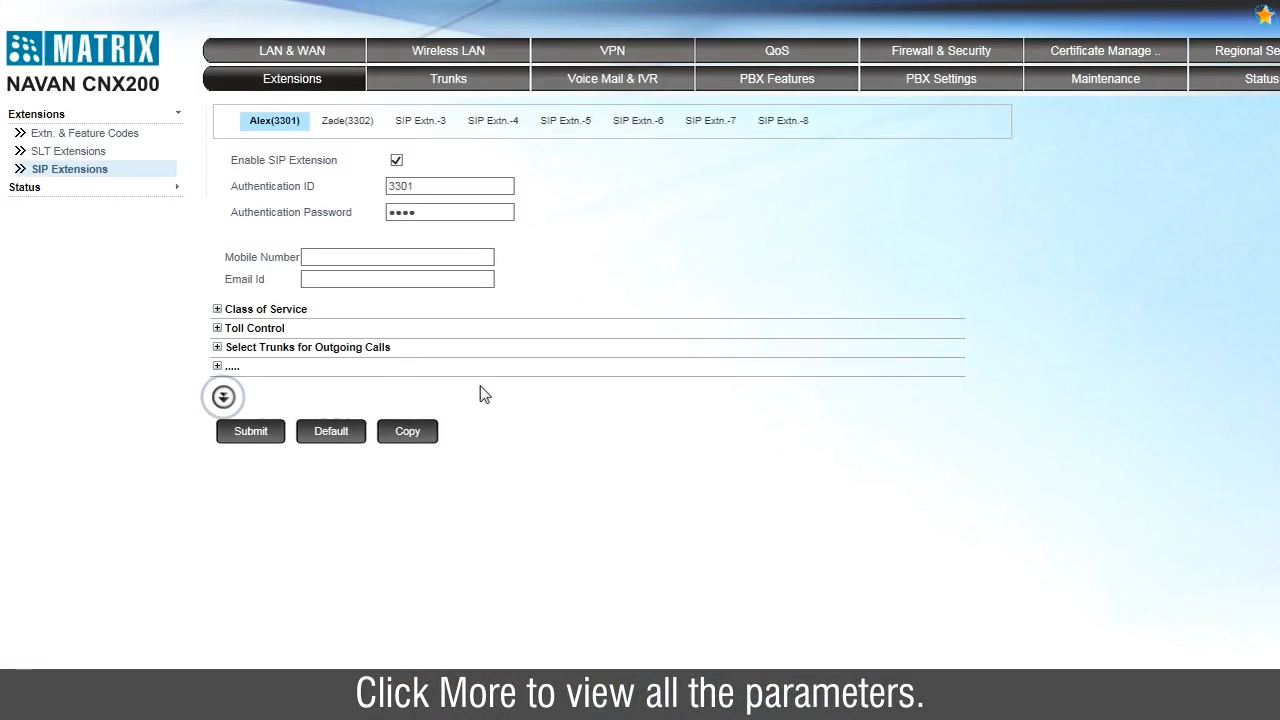 MATRIX
NAVAN CNX200
LAN & WAN Wireless LAN VPN QoS Firewall & Security Certificate Manage .. Regional Se
Extensions Trunks Voice Mail & IVR PBX Features PBX Settings Maintenance Status
Extensions
Extn. & Feature Codes
SLT Extensions
SIP Extensions
Status
Alex(3301) Zade(3302) SIP Extn.-3 SIP Extn.-4 SIP Extn.-5 SIP Extn.-6 SIP Extn.-7 SIP Extn.-8
Enable SIP Extension
Authentication ID 3301
Authentication Password ●●●●
Mobile Number
Email Id
Class of Service
Toll Control
Select Trunks for Outgoing Calls
.....
Submit Default Copy
Click More to view all the parameters.